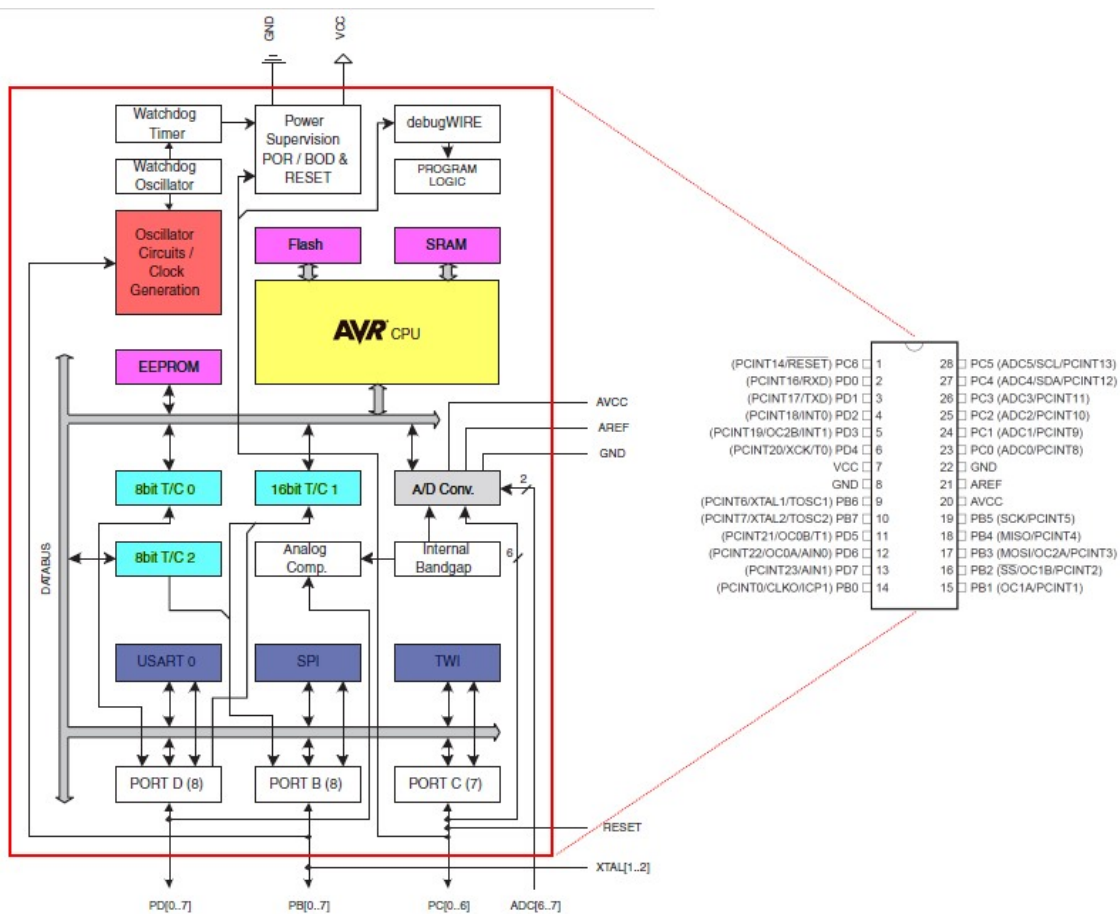 GND
VCC
Watchdog
Timer
Power
Supervision
POR / BOD &
RESET
debugWIRE
PROGRAM
LOGIC
Watchdog
Oscillator
Oscillator
Circuits /
Clock
Generation
Flash
SRAM
AVR CPU
EEPROM
AVCC
AREF
GND
8bit T/C 0
16bit T/C 1
A/D Conv.
2
8bit T/C 2
Analog
Comp.
Internal
Bandgap
6
DATABUS
USART 0
SPI
TWI
PORT D (8)
PORT B (8)
PORT C (7)
RESET
XTAL[1..2]
PD[0..7]
PB[0..7]
PC[0..6]
ADC[6..7]
(PCINT14/RESET) PC6 1
(PCINT16/RXD) PD0 2
(PCINT17/TXD) PD1 3
(PCINT18/INT0) PD2 4
(PCINT19/OC2B/INT1) PD3 5
(PCINT20/XCK/T0) PD4 6
VCC 7
GND 8
(PCINT6/XTAL1/TOSC1) PB6 9
(PCINT7/XTAL2/TOSC2) PB7 10
(PCINT21/OC0B/T1) PD5 11
(PCINT22/OC0A/AIN0) PD6 12
(PCINT23/AIN1) PD7 13
(PCINT0/CLKO/ICP1) PB0 14
28 PC5 (ADC5/SCL/PCINT13)
27 PC4 (ADC4/SDA/PCINT12)
26 PC3 (ADC3/PCINT11)
25 PC2 (ADC2/PCINT10)
24 PC1 (ADC1/PCINT9)
23 PC0 (ADC0/PCINT8)
22 GND
21 AREF
20 AVCC
19 PB5 (SCK/PCINT5)
18 PB4 (MISO/PCINT4)
17 PB3 (MOSI/OC2A/PCINT3)
16 PB2 (SS/OC1B/PCINT2)
15 PB1 (OC1A/PCINT1)